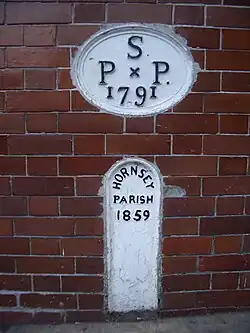 S.
P × P.
1791
HORNSEY
PARISH
1859